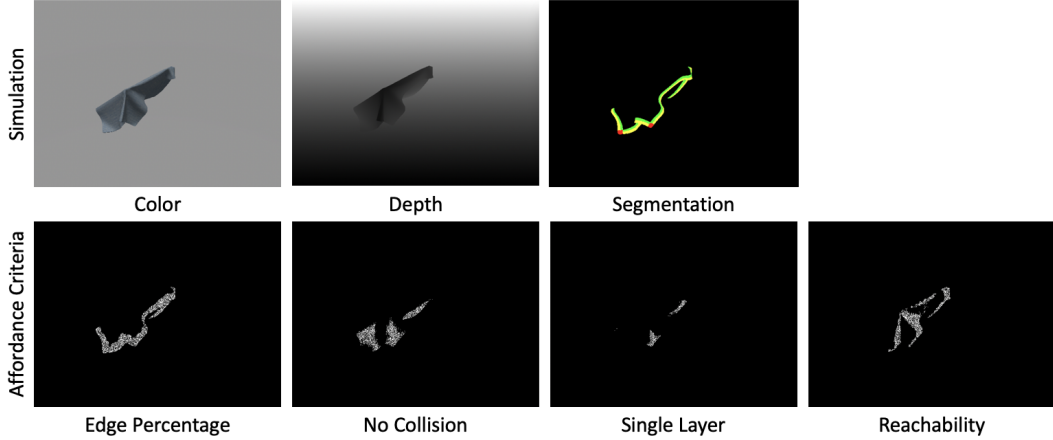 Simulation
Color
Depth
Segmentation
Affordance Criteria
Edge Percentage
No Collision
Single Layer
Reachability